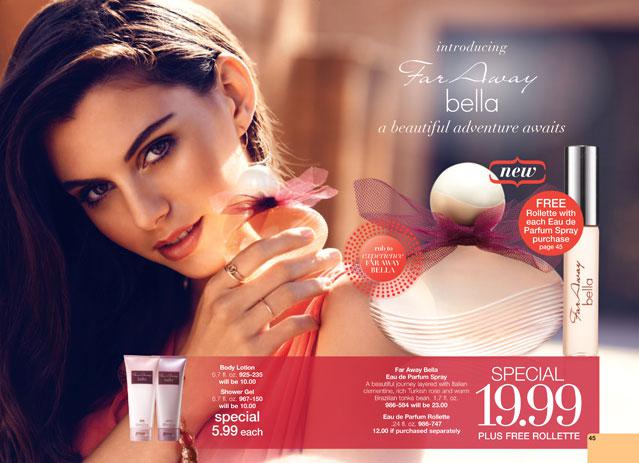 introducing
Far Away
bella
a beautiful adventure awaits
new
FREE
Rollette with
each Eau de
Parfum Spray
purchase
page 45
rub to
experience
FAR AWAY
BELLA
Far Away
bella
bella
bella
Body Lotion
6.7 fl. oz. 925-235
will be 10.00
Shower Gel
6.7 fl. oz. 967-150
will be 10.00
special
5.99 each
Far Away Bella
Eau de Parfum Spray
A beautiful journey layered with Italian
clementine, rich Turkish rose and warm
Brazilian tonka bean. 1.7 fl. oz.
986-584 will be 23.00
Eau de Parfum Rollette
.24 fl. oz. 986-747
12.00 if purchased separately
SPECIAL
19.99
PLUS FREE ROLLETTE
45